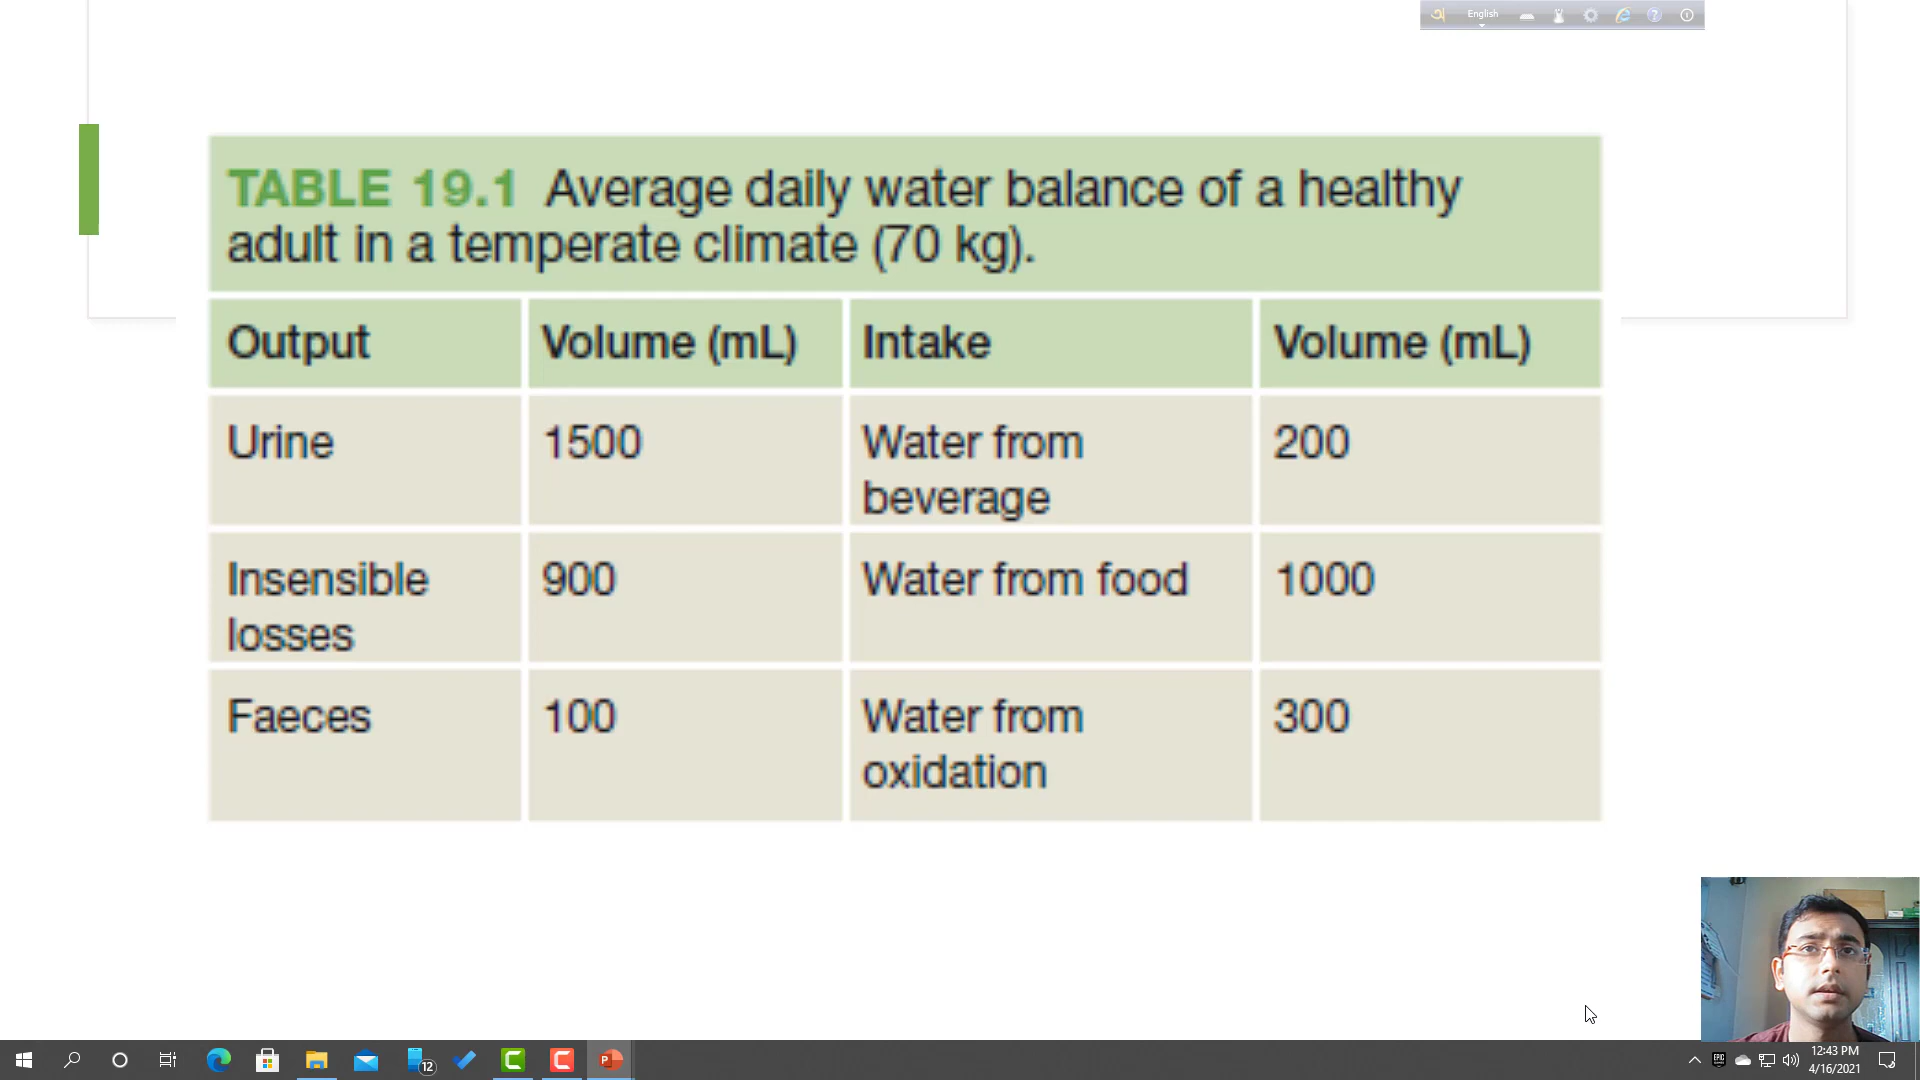 English
TABLE 19.1 Average daily water balance of a healthy
adult in a temperate climate (70 kg).
Output Volume (mL) Intake Volume (mL)
Urine 1500 Water from 200
beverage
Insensible 900 Water from food 1000
losses
Faeces 100 Water from 300
oxidation
12
EPIC
12:43 PM
4/16/2021